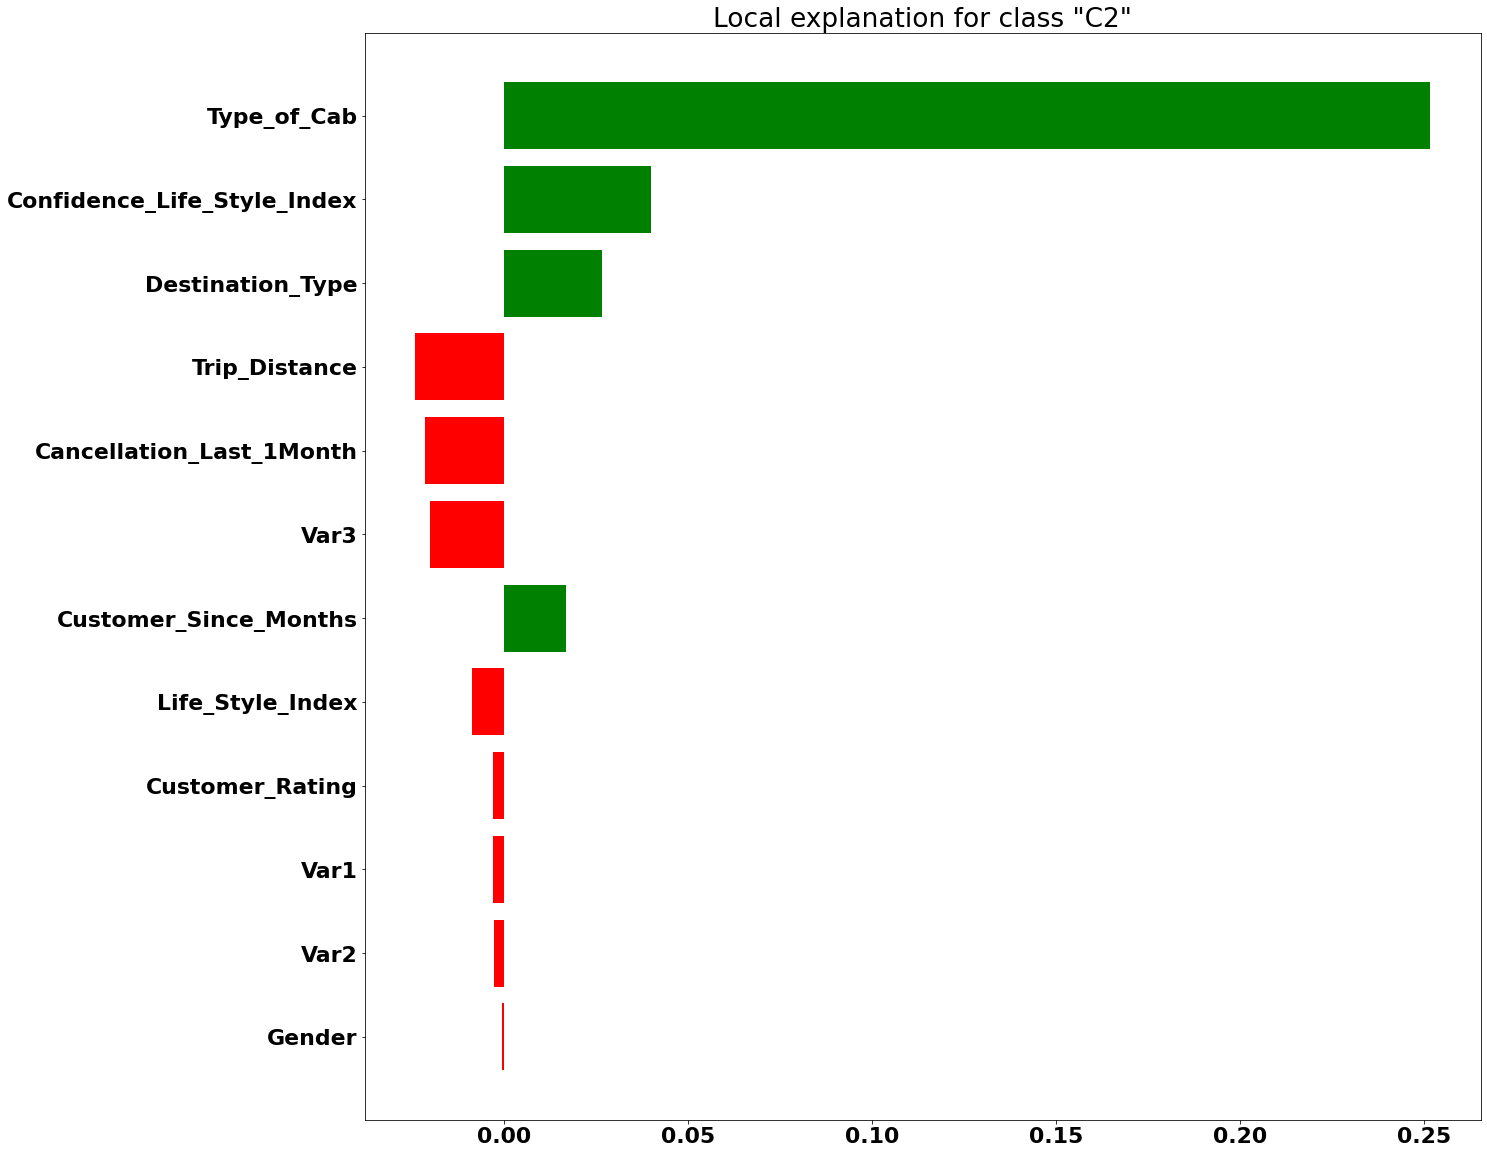 Local explanation for class "C2"
Type_of_Cab
Confidence_Life_Style_Index
Destination_Type
Trip_Distance
Cancellation_Last_1Month
Var3
Customer_Since_Months
Life_Style_Index
Customer_Rating
Var1
Var2
Gender
0.00 0.05 0.10 0.15 0.20 0.25